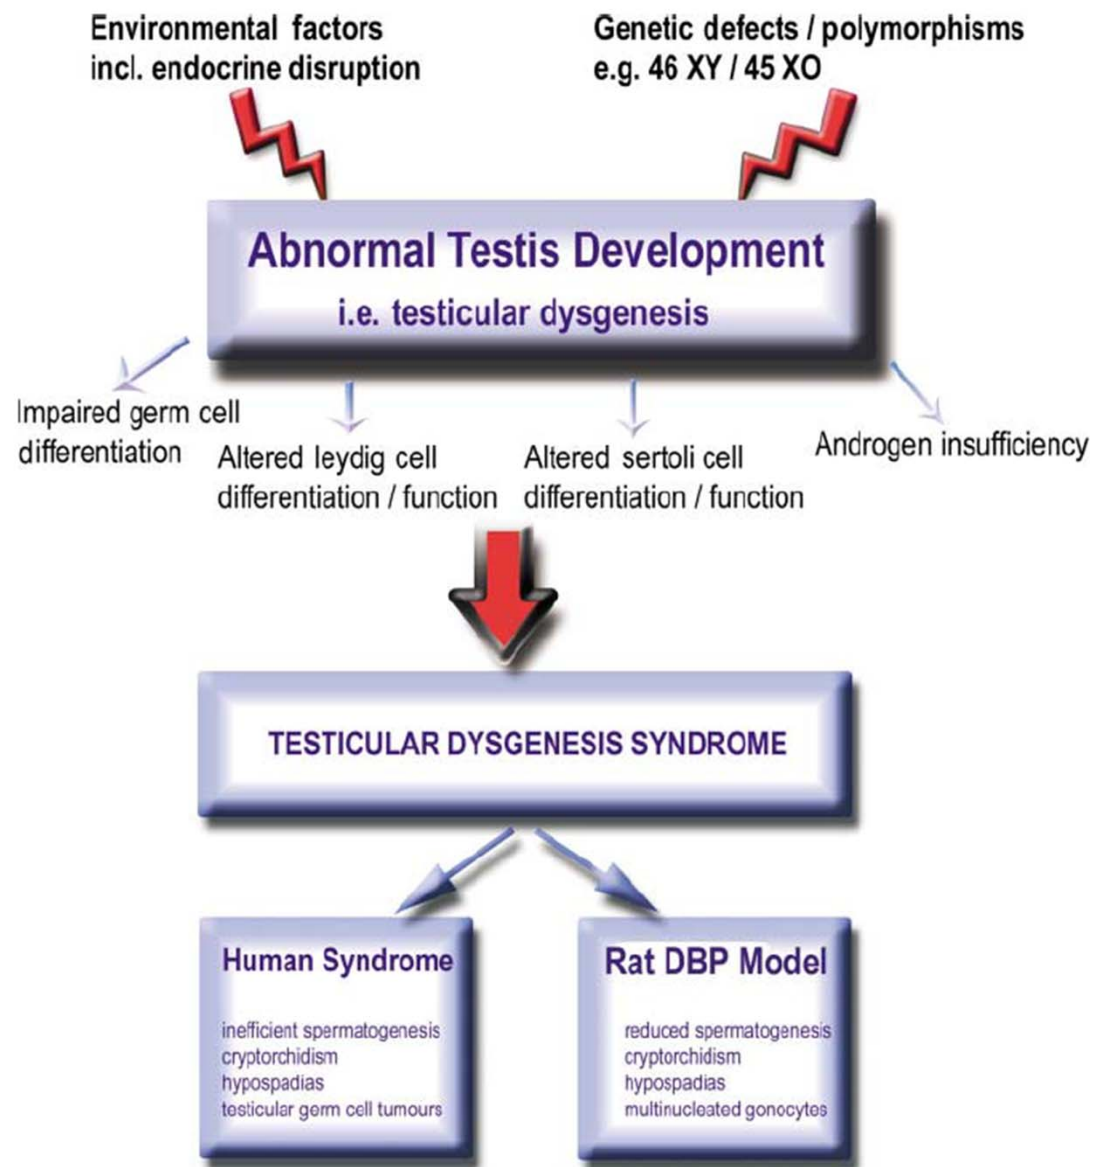 Environmental factors
incl. endocrine disruption
Genetic defects / polymorphisms
e.g. 46 XY / 45 XO
Abnormal Testis Development
i.e. testicular dysgenesis
Impaired germ cell
differentiation
Altered leydig cell
differentiation / function
Altered sertoli cell
differentiation / function
Androgen insufficiency
TESTICULAR DYSGENESIS SYNDROME
Human Syndrome
inefficient spermatogenesis
cryptorchidism
hypospadias
testicular germ cell tumours
Rat DBP Model
reduced spermatogenesis
cryptorchidism
hypospadias
multinucleated gonocytes